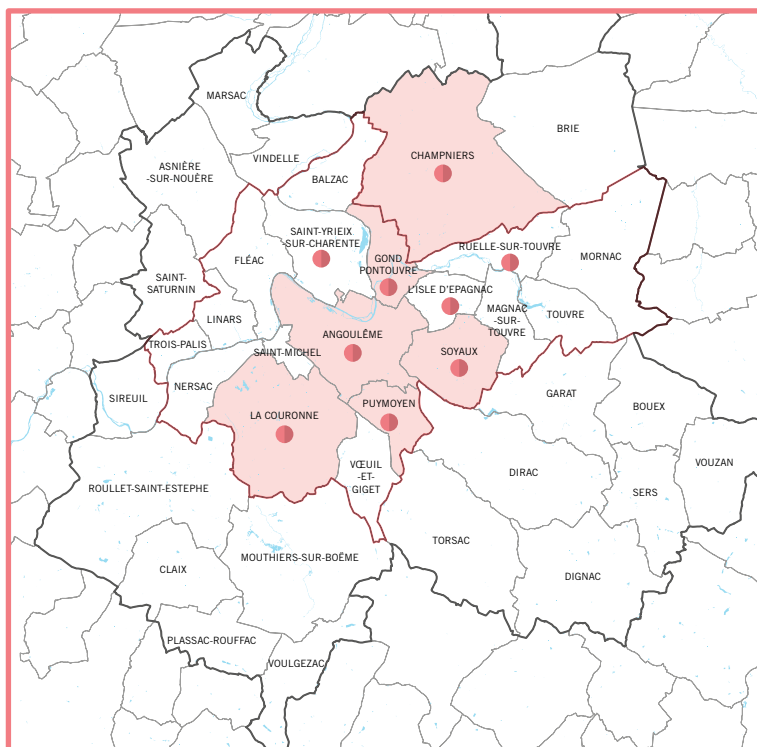 MARSAC
BRIE
CHAMPNIERS
VINDELLE
ASNIÈRE
-SUR-NOUÈRE
BALZAC
SAINT-YRIEIX
-SUR-CHARENTE
RUELLE-SUR-TOUVRE
MORNAC
FLÉAC
GOND
PONTOUVRE
SAINT-
SATURNIN
L'ISLE D'EPAGNAC
LINARS
MAGNAC
-SUR-
TOUVRE
TOUVRE
ANGOULÊME
TROIS-PALIS
SAINT-MICHEL
SOYAUX
NERSAC
SIREUIL
GARAT
PUYMOYEN
BOUEX
LA COURONNE
VŒUIL
-ET-
GIGET
VOUZAN
DIRAC
ROULLET-SAINT-ESTEPHE
SERS
TORSAC
MOUTHIERS-SUR-BOËME
CLAIX
DIGNAC
PLASSAC-ROUFFAC
VOULGEZAC